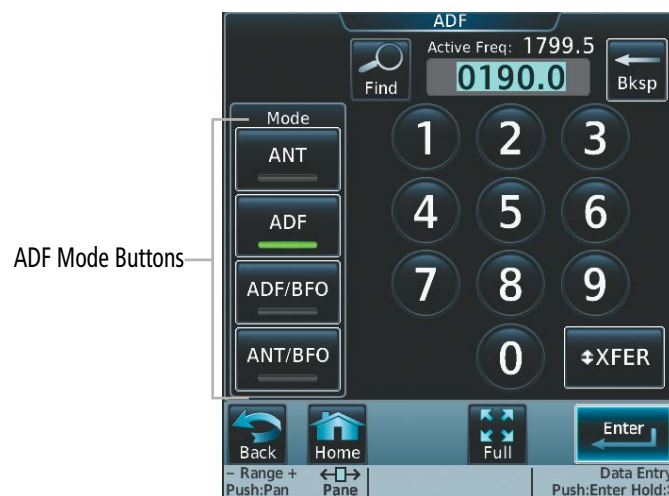 ADF
Active Freq: 1799.5
Find
0190.0
Bksp
Mode
ANT
1
2
3
ADF
4
5
6
ADF Mode Buttons
ADF/BFO
7
8
9
ANT/BFO
0
XFER
Back
Home
Full
Enter
– Range +
Push:Pan
Pane
Data Entry
Push:Enter Hold: